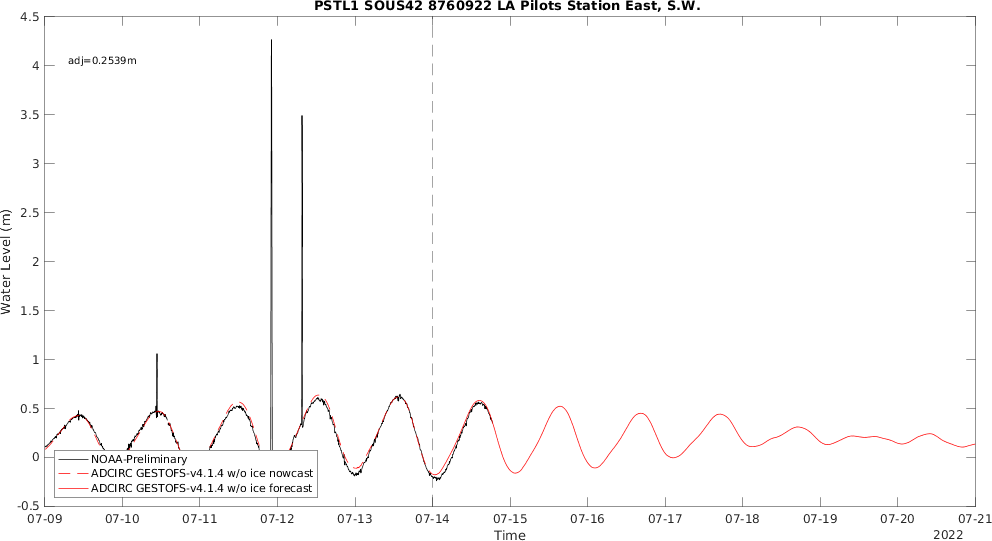 PSTL1 SOUS42 8760922 LA Pilots Station East, S.W.
adj=0.2539m
4.5
4
3.5
3
2.5
2
1.5
1
0.5
0
-0.5
Water Level (m)
NOAA-Preliminary
ADCIRC GESTOFS-v4.1.4 w/o ice nowcast
ADCIRC GESTOFS-v4.1.4 w/o ice forecast
07-09 07-10 07-11 07-12 07-13 07-14 07-15 07-16 07-17 07-18 07-19 07-20 07-21
Time
2022